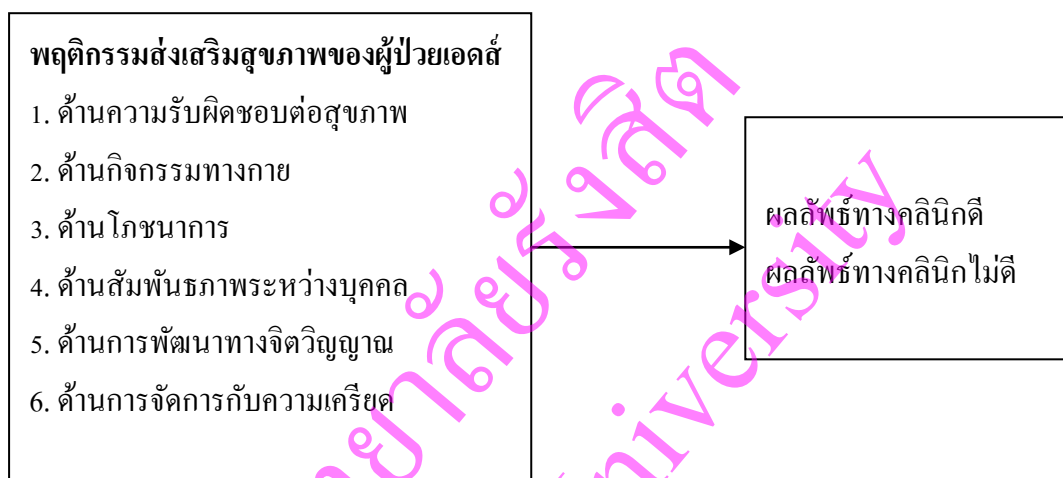 พฤติกรรมส่งเสริมสุขภาพของผู้ป่วยเอดส์
1. ด้านความรับผิดชอบต่อสุขภาพ
2. ด้านกิจกรรมทางกาย
3. ด้านโภชนาการ
4. ด้านสัมพันธภาพระหว่างบุคคล
5. ด้านการพัฒนาทางจิตวิญญาณ
6. ด้านการจัดการกับความเครียด
ผลลัพธ์ทางคลินิกดี
ผลลัพธ์ทางคลินิกไม่ดี
ยาลัยรังสิต
University